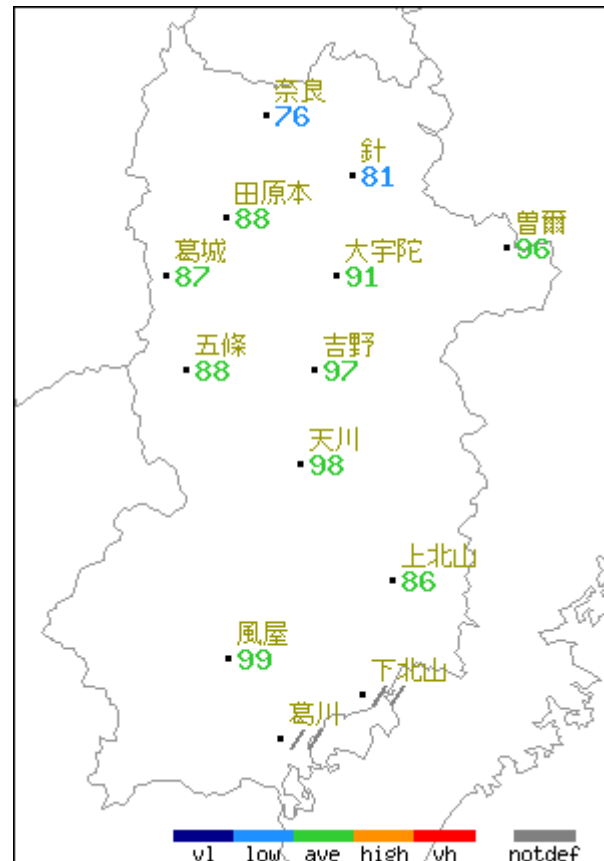 奈良
76
針
81
田原本
88
曽爾
96
葛城
87
大宇陀
91
五條
88
吉野
97
天川
98
上北山
86
風屋
99
下北山
//
葛川
//
vl low ave high vh notdef